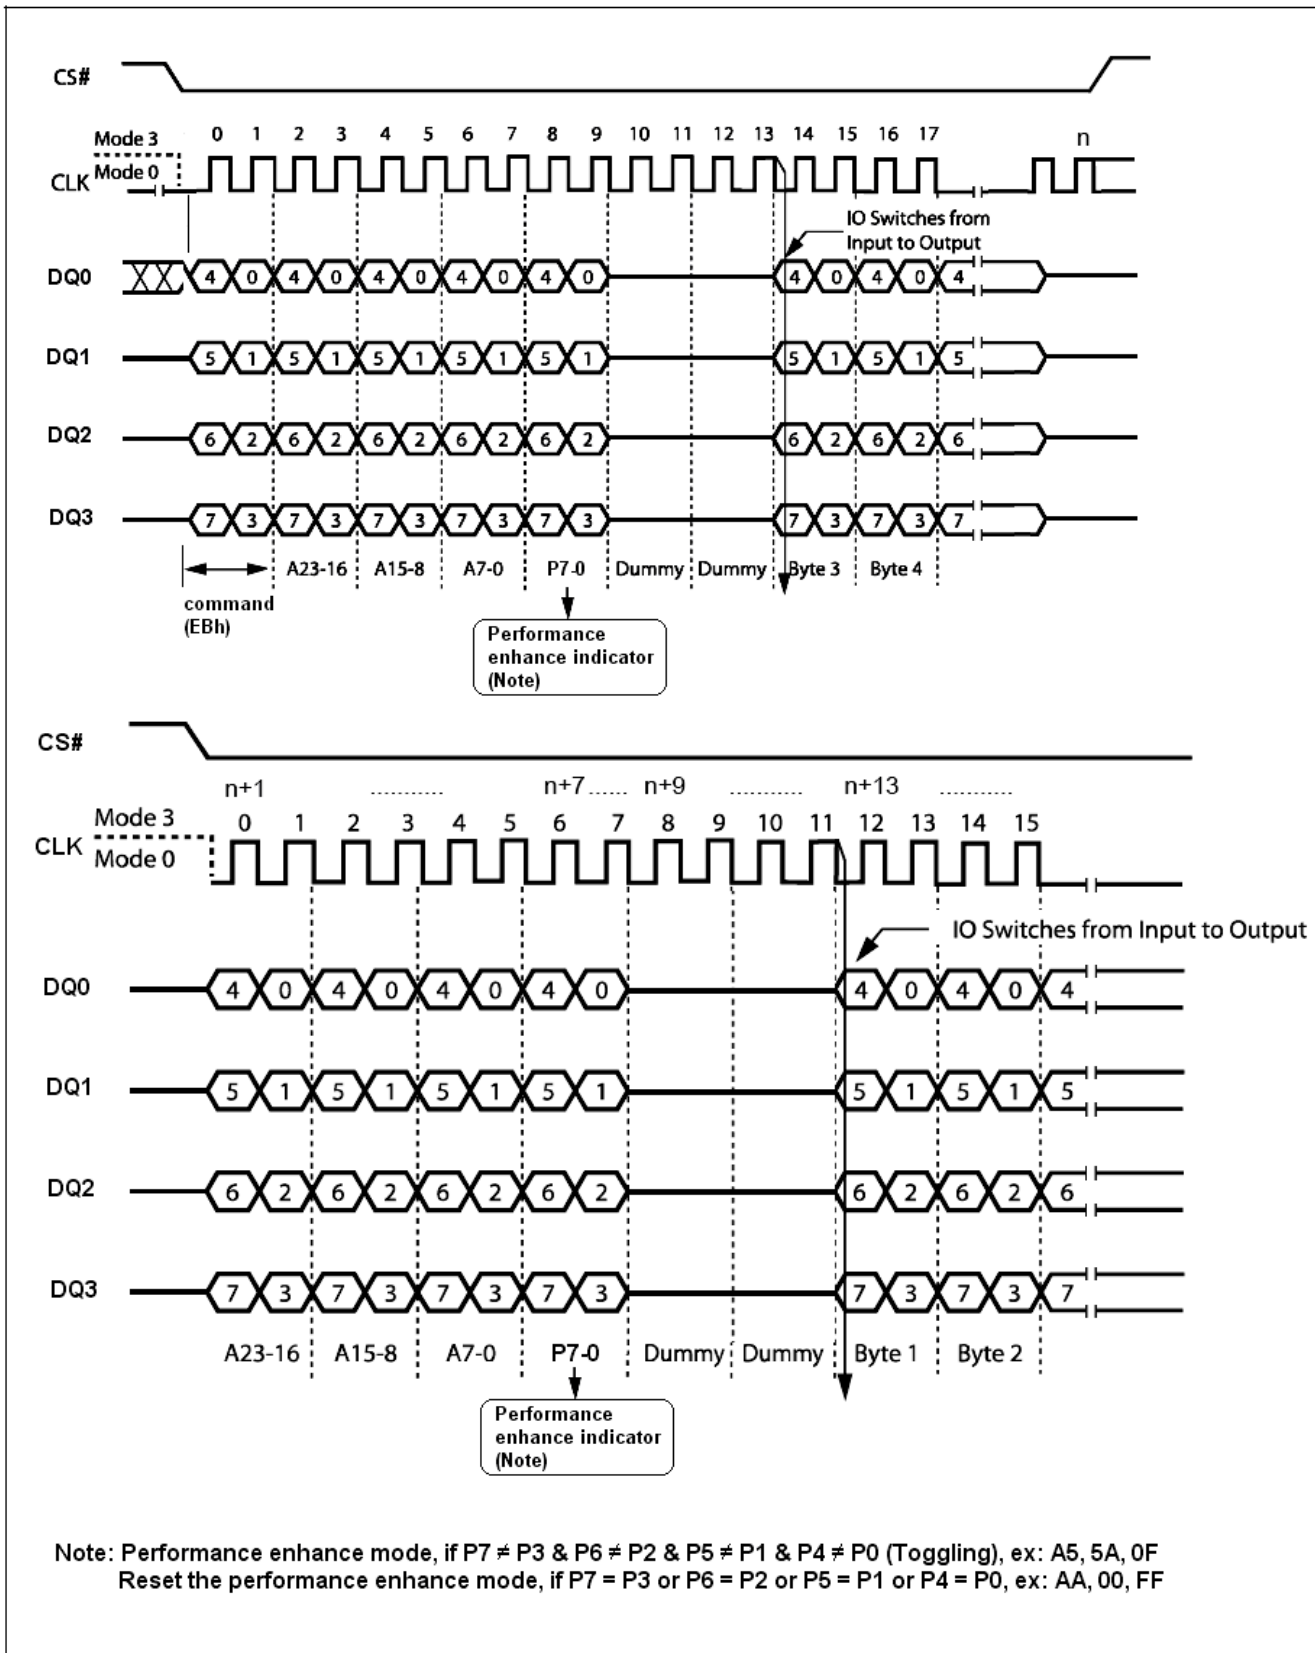 CS#
0 1 2 3 4 5 6 7 8 9 10 11 12 13 14 15 16 17 n
Mode 3
Mode 0
CLK
IO Switches from
Input to Output
DQ0 4 0 4 0 4 0 4 0 4 0 4 0 4 0 4
DQ1 5 1 5 1 5 1 5 1 5 1 5 1 5 1 5
DQ2 6 2 6 2 6 2 6 2 6 2 6 2 6 2 6
DQ3 7 3 7 3 7 3 7 3 7 3 7 3 7 3 7
A23-16 A15-8 A7-0 P7-0 Dummy Dummy Byte 3 Byte 4
command
(EBh)
Performance
enhance indicator
(Note)
CS#
n+1 .......... n+7 ...... n+9 .......... n+13 ..........
Mode 3
0 1 2 3 4 5 6 7 8 9 10 11 12 13 14 15
CLK
Mode 0
IO Switches from Input to Output
DQ0 4 0 4 0 4 0 4 0 4 0 4 0 4
DQ1 5 1 5 1 5 1 5 1 5 1 5 1 5
DQ2 6 2 6 2 6 2 6 2 6 2 6 2 6
DQ3 7 3 7 3 7 3 7 3 7 3 7 3 7
A23-16 A15-8 A7-0 P7-0 Dummy Dummy Byte 1 Byte 2
Performance
enhance indicator
(Note)
Note: Performance enhance mode, if P7 ≠ P3 & P6 ≠ P2 & P5 ≠ P1 & P4 ≠ P0 (Toggling), ex: A5, 5A, 0F
Reset the performance enhance mode, if P7 = P3 or P6 = P2 or P5 = P1 or P4 = P0, ex: AA, 00, FF